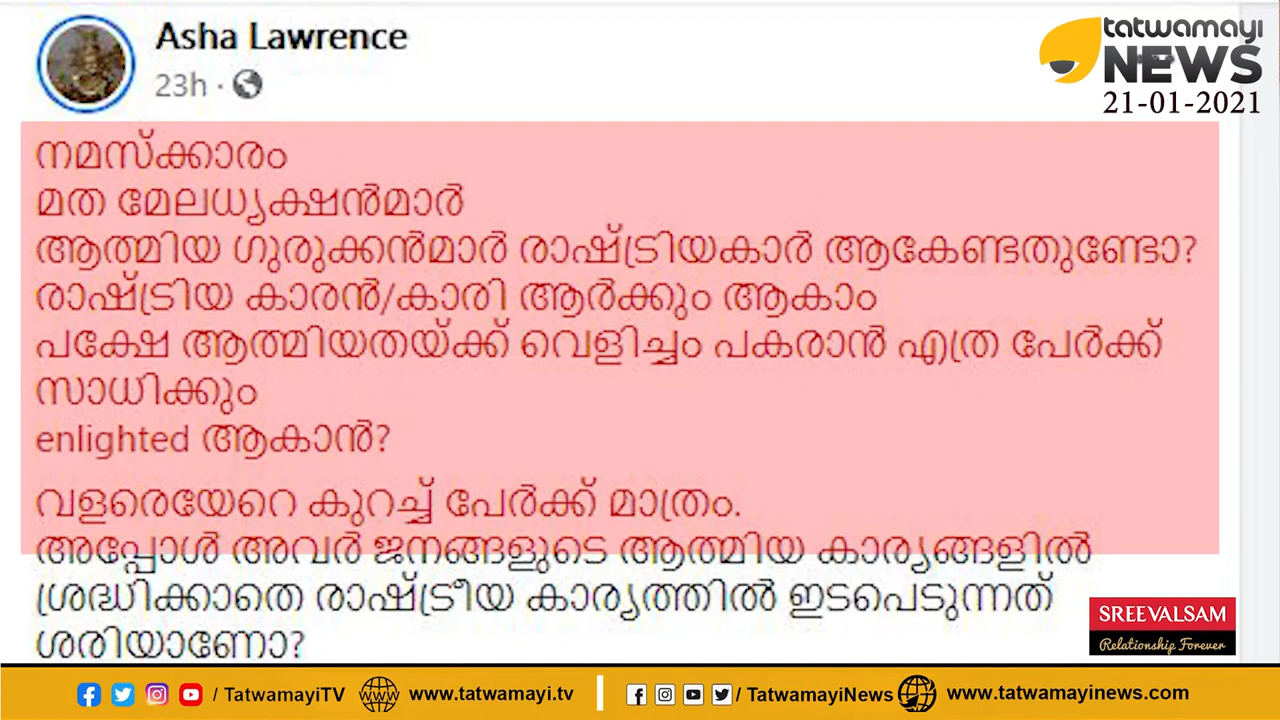 Asha Lawrence
23h ·
tatwamayi
NEWS
21-01-2021
നമസ്ക്കാരം
മത മേലധ്യക്ഷൻമാർ
ആത്മിയ ഗുരുക്കൻമാർ രാഷ്ട്രിയകാർ ആകേണ്ടതുണ്ടോ?
രാഷ്ട്രിയ കാരൻ/കാരി ആർക്കും ആകാം
പക്ഷേ ആത്മിയതയ്ക്ക് വെളിച്ചം പകരാൻ എത്ര പേർക്ക്
സാധിക്കും
enlighted ആകാൻ?
വളരെയേറെ കുറച്ച് പേർക്ക് മാത്രം.
അപ്പോൾ അവർ ജനങ്ങളുടെ ആത്മിയ കാര്യങ്ങളിൽ
ശ്രദ്ധിക്കാതെ രാഷ്ട്രീയ കാര്യത്തിൽ ഇടപെടുന്നത്
ശരിയാണോ?
SREEVALSAM
Relationship Forever
/ TatwamayiTV www.tatwamayi.tv / TatwamayiNews www.tatwamayinews.com